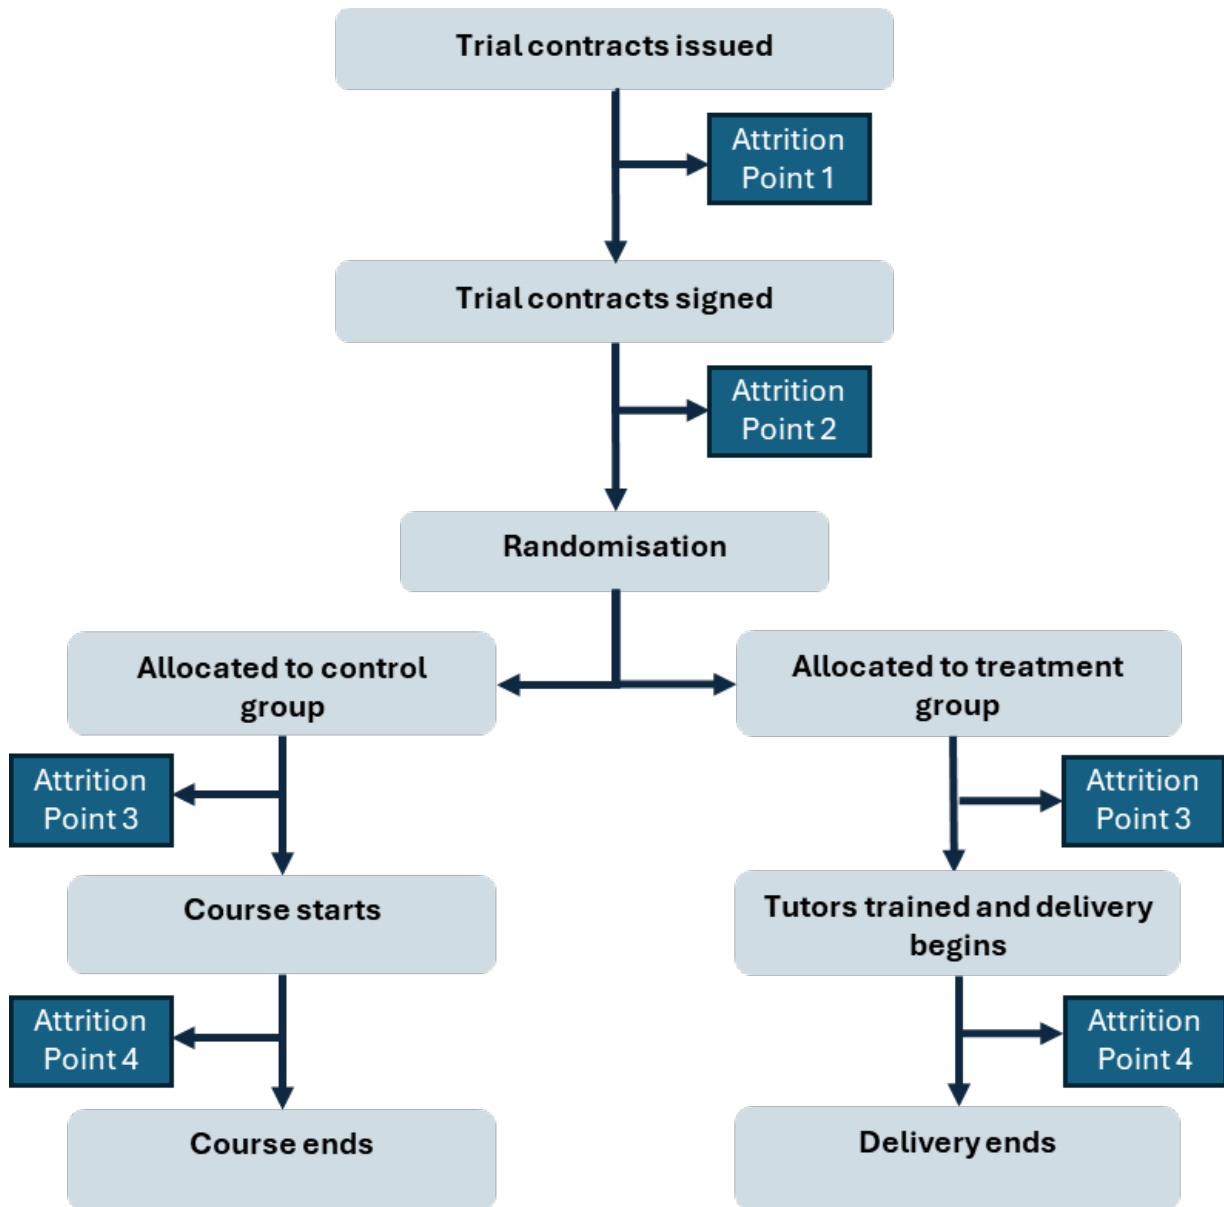 Trial contracts issued
Attrition
Point 1
Trial contracts signed
Attrition
Point 2
Randomisation
Allocated to control
group
Allocated to treatment
group
Attrition
Point 3
Attrition
Point 3
Course starts
Tutors trained and delivery
begins
Attrition
Point 4
Attrition
Point 4
Course ends
Delivery ends